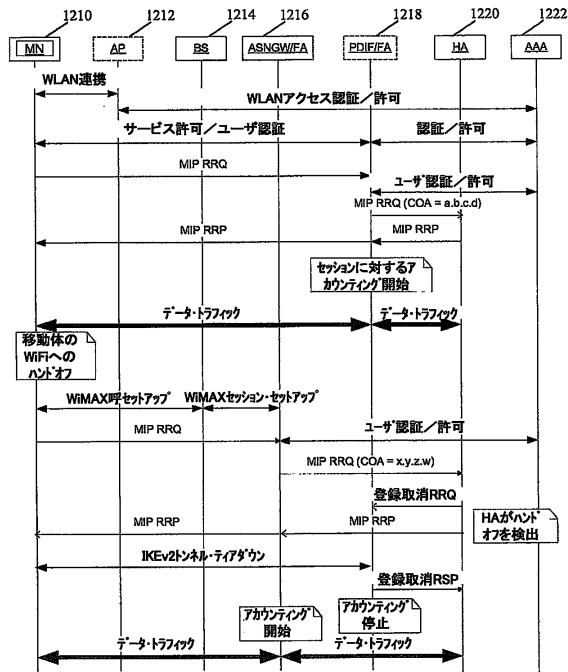 1210
1212
1214
1216
1218
1220
1222
MN
AP
BS
ASNGW/FA
PDIF/FA
HA
AAA
WLAN連携
WLANアクセス認証/許可
サービス許可/ユーザ認証
認証/許可
MIP RRQ
ユーザ認証/許可
MIP RRQ (COA = a.b.c.d)
MIP RRP
MIP RRP
セッションに対するア
カウンティング開始
データ・トラフィック
データ・トラフィック
移動体の
WiFiへの
ハンドオフ
WiMAX呼セットアップ
WiMAXセッション・セットアップ
MIP RRQ
ユーザ認証/許可
MIP RRQ (COA = x.y.z.w)
登録取消RRQ
MIP RRP
MIP RRP
HAがハンド
オフを検出
IKEv2トンネル・ティアダウン
登録取消RSP
アカウンティング
開始
アカウンティング
停止
データ・トラフィック
データ・トラフィック